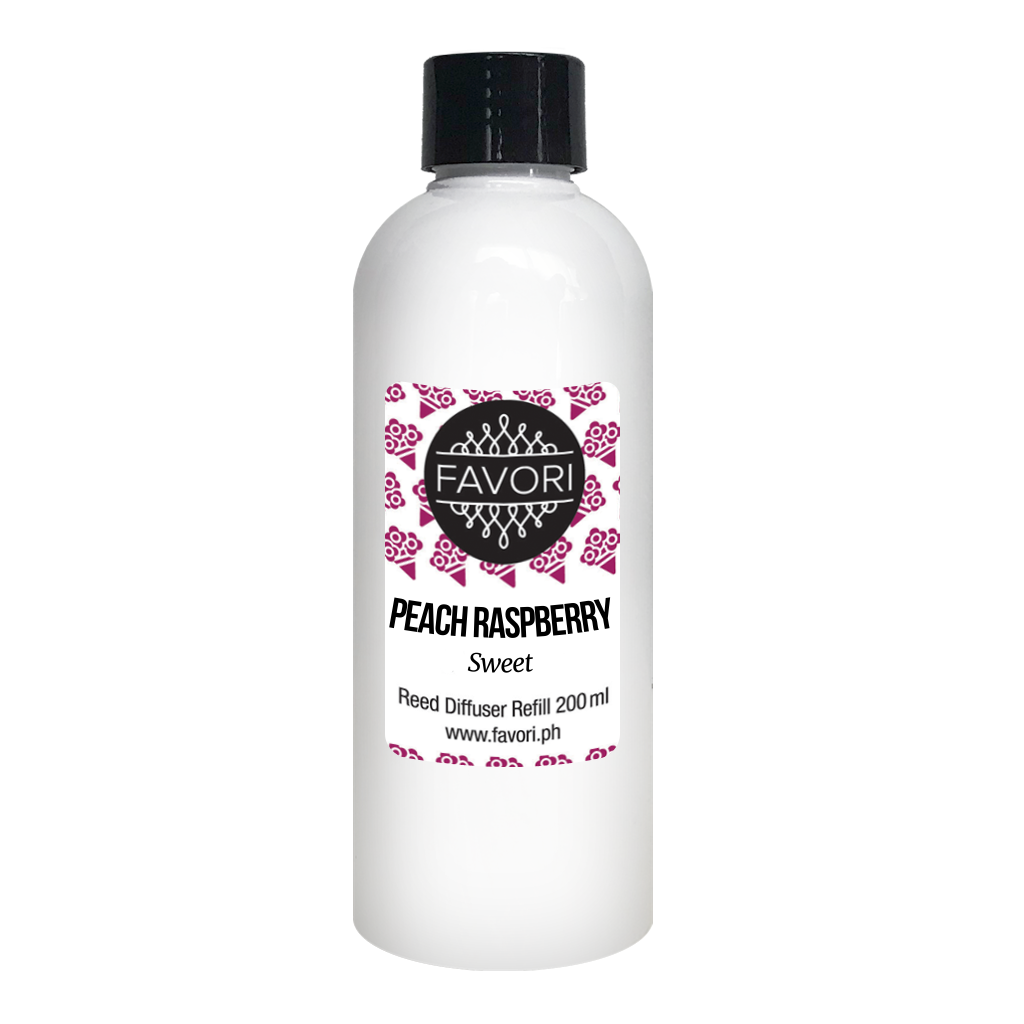 FAVORI
PEACH RASPBERRY
Sweet
Reed Diffuser Refill 200 ml
www.favori.ph